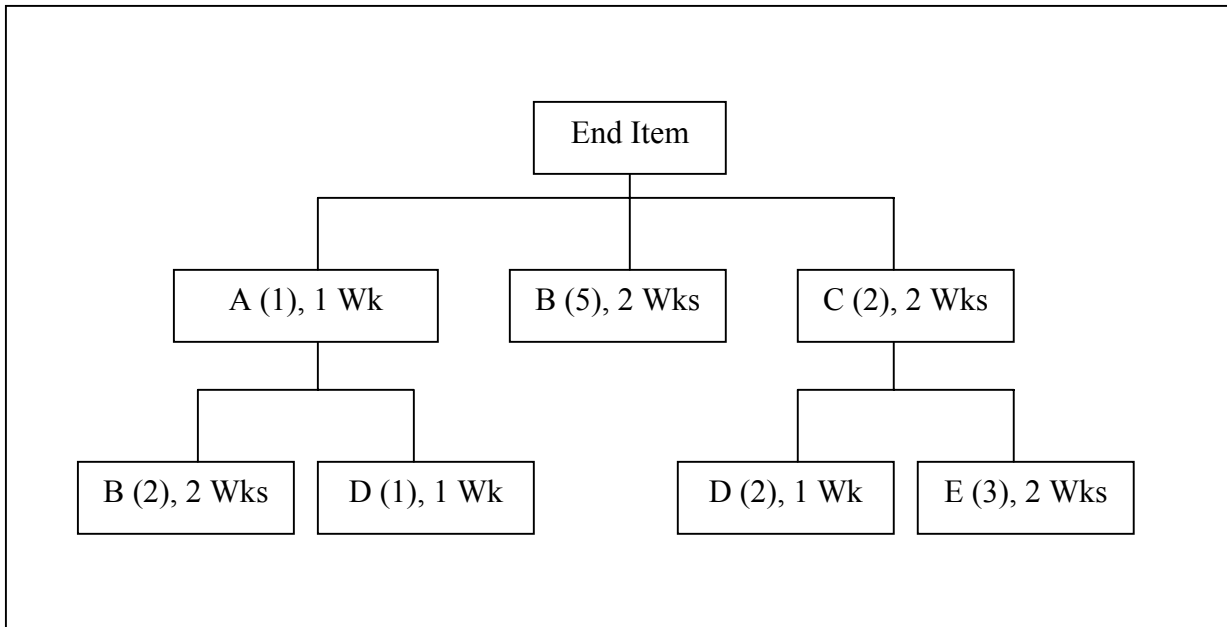 End Item
A (1), 1 Wk
B (5), 2 Wks
C (2), 2 Wks
B (2), 2 Wks
D (1), 1 Wk
D (2), 1 Wk
E (3), 2 Wks